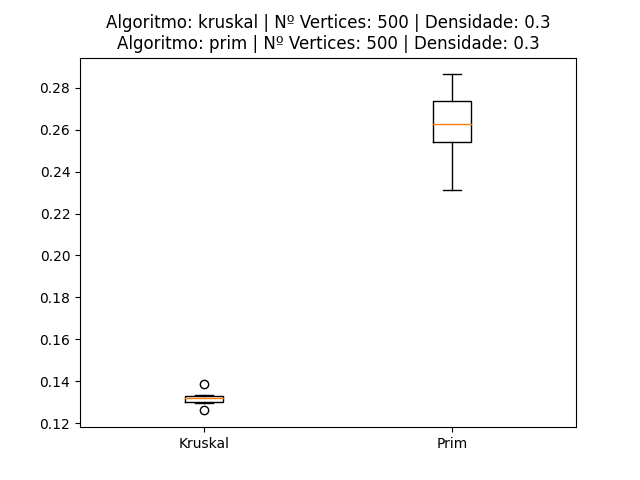 Algoritmo: kruskal | Nº Vertices: 500 | Densidade: 0.3
Algoritmo: prim | Nº Vertices: 500 | Densidade: 0.3
0.28
0.26
0.24
0.22
0.20
0.18
0.16
0.14
0.12
Kruskal
Prim